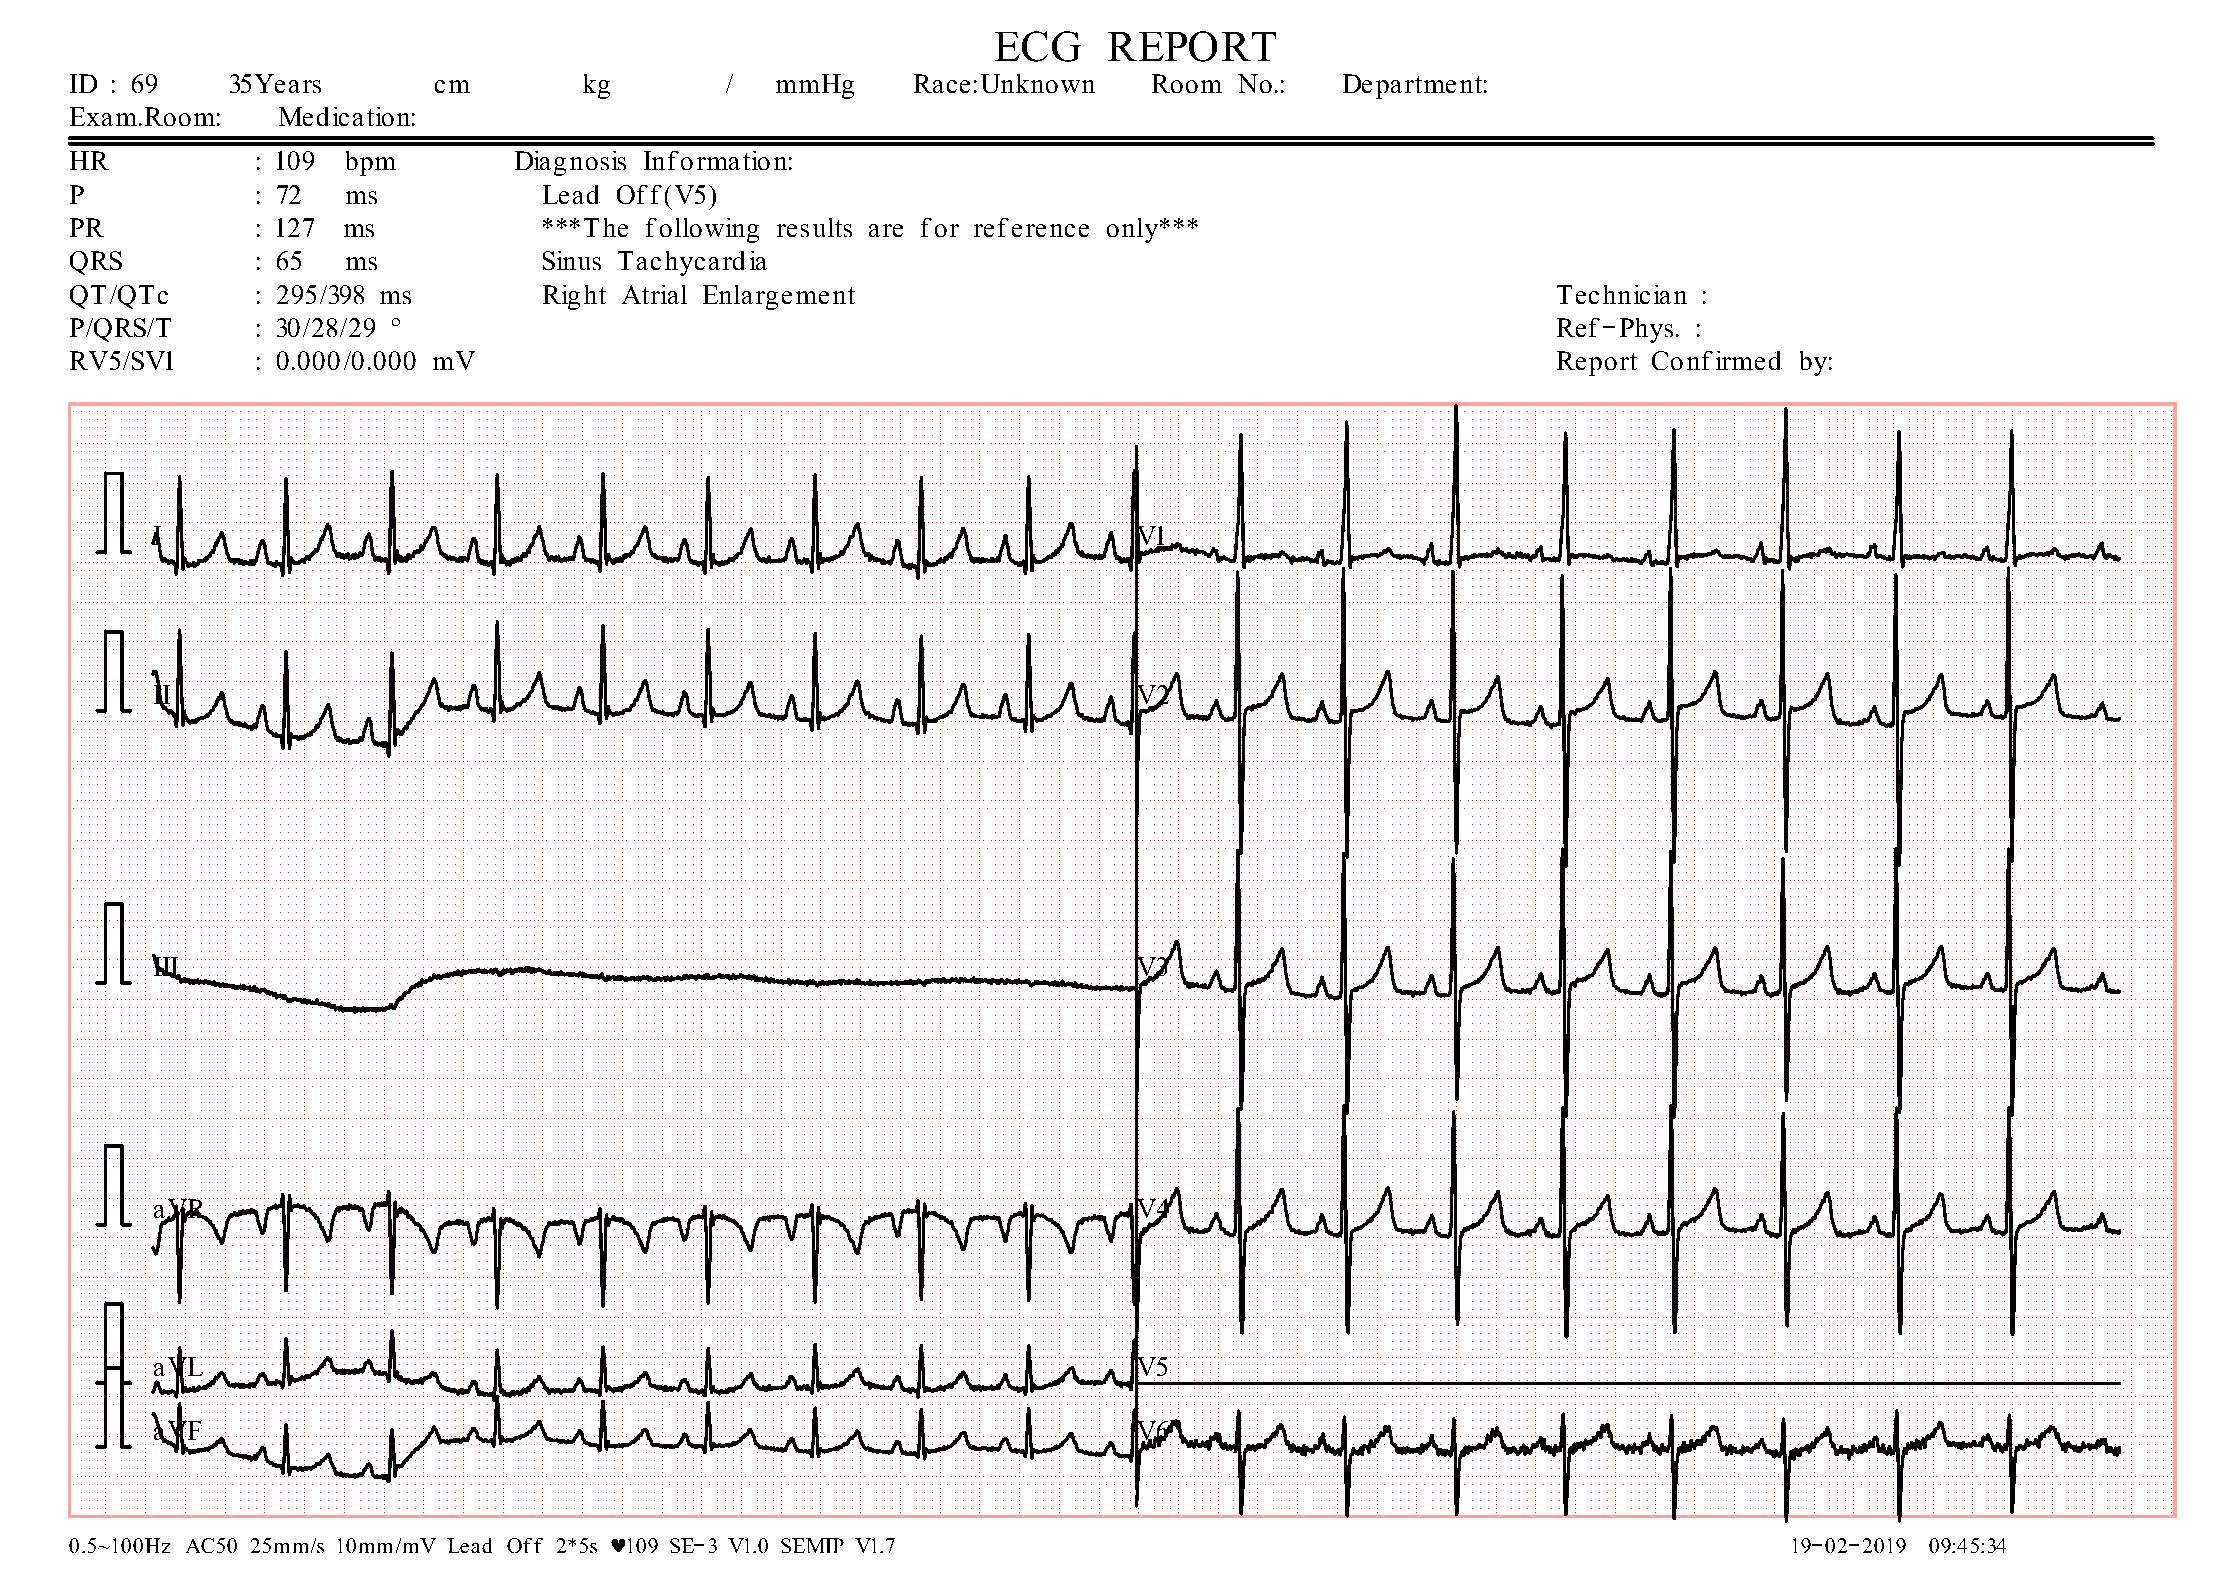 ECG REPORT
ID : 69 35Years cm kg / mmHg Race:Unknown Room No.: Department:
Exam.Room: Medication:
HR : 109 bpm Diagnosis Information:
P : 72 ms Lead Off(V5)
PR : 127 ms ***The following results are for reference only***
QRS : 65 ms Sinus Tachycardia
QT/QTc : 295/398 ms Right Atrial Enlargement Technician :
P/QRS/T : 30/28/29 ° Ref-Phys. :
RV5/SV1 : 0.000/0.000 mV Report Confirmed by:
I V1
II V2
III V3
aVR V4
aVL V5
aVF V6
0.5~100Hz AC50 25mm/s 10mm/mV Lead Off 2*5s ♥109 SE-3 V1.0 SEMIP V1.7 19-02-2019 09:45:34